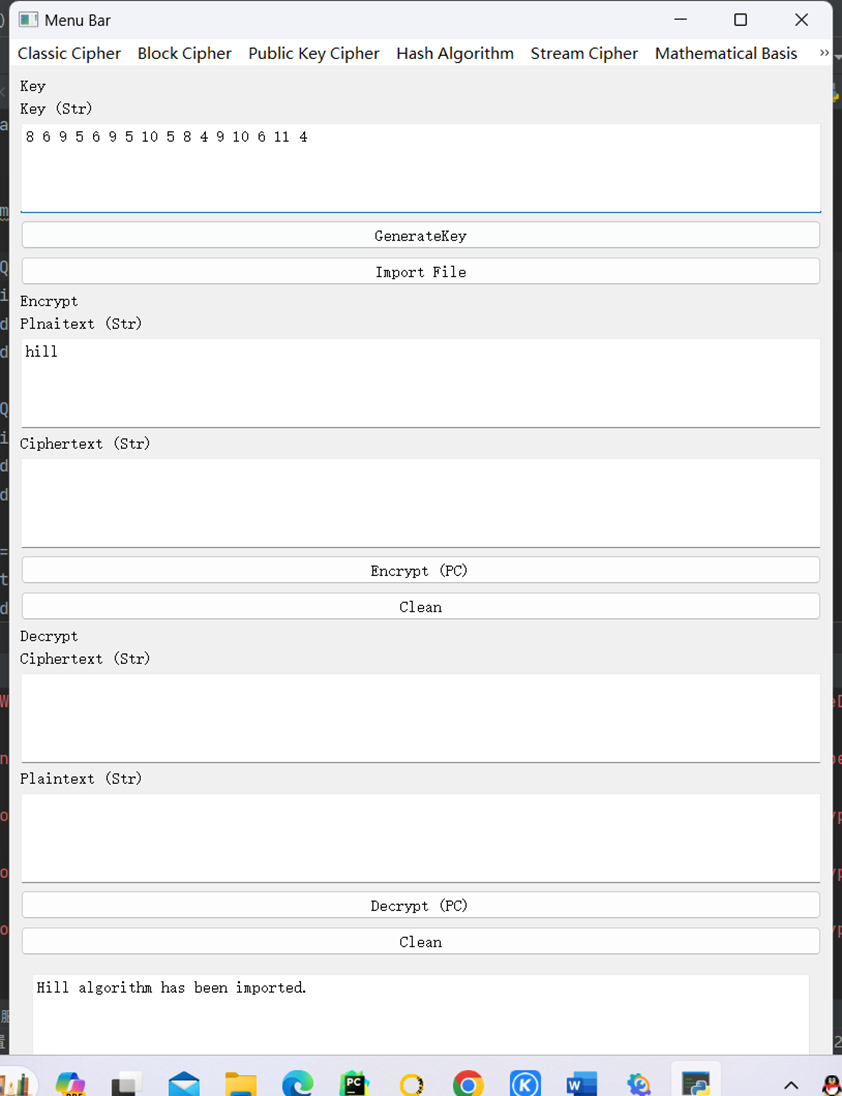 Menu Bar
Classic Cipher Block Cipher Public Key Cipher Hash Algorithm Stream Cipher Mathematical Basis »
Key
Key (Str)
8 6 9 5 6 9 5 10 5 8 4 9 10 6 11 4
GenerateKey
Import File
Encrypt
Plnaitext (Str)
hill
Ciphertext (Str)
Encrypt (PC)
Clean
Decrypt
Ciphertext (Str)
Plaintext (Str)
Decrypt (PC)
Clean
Hill algorithm has been imported.